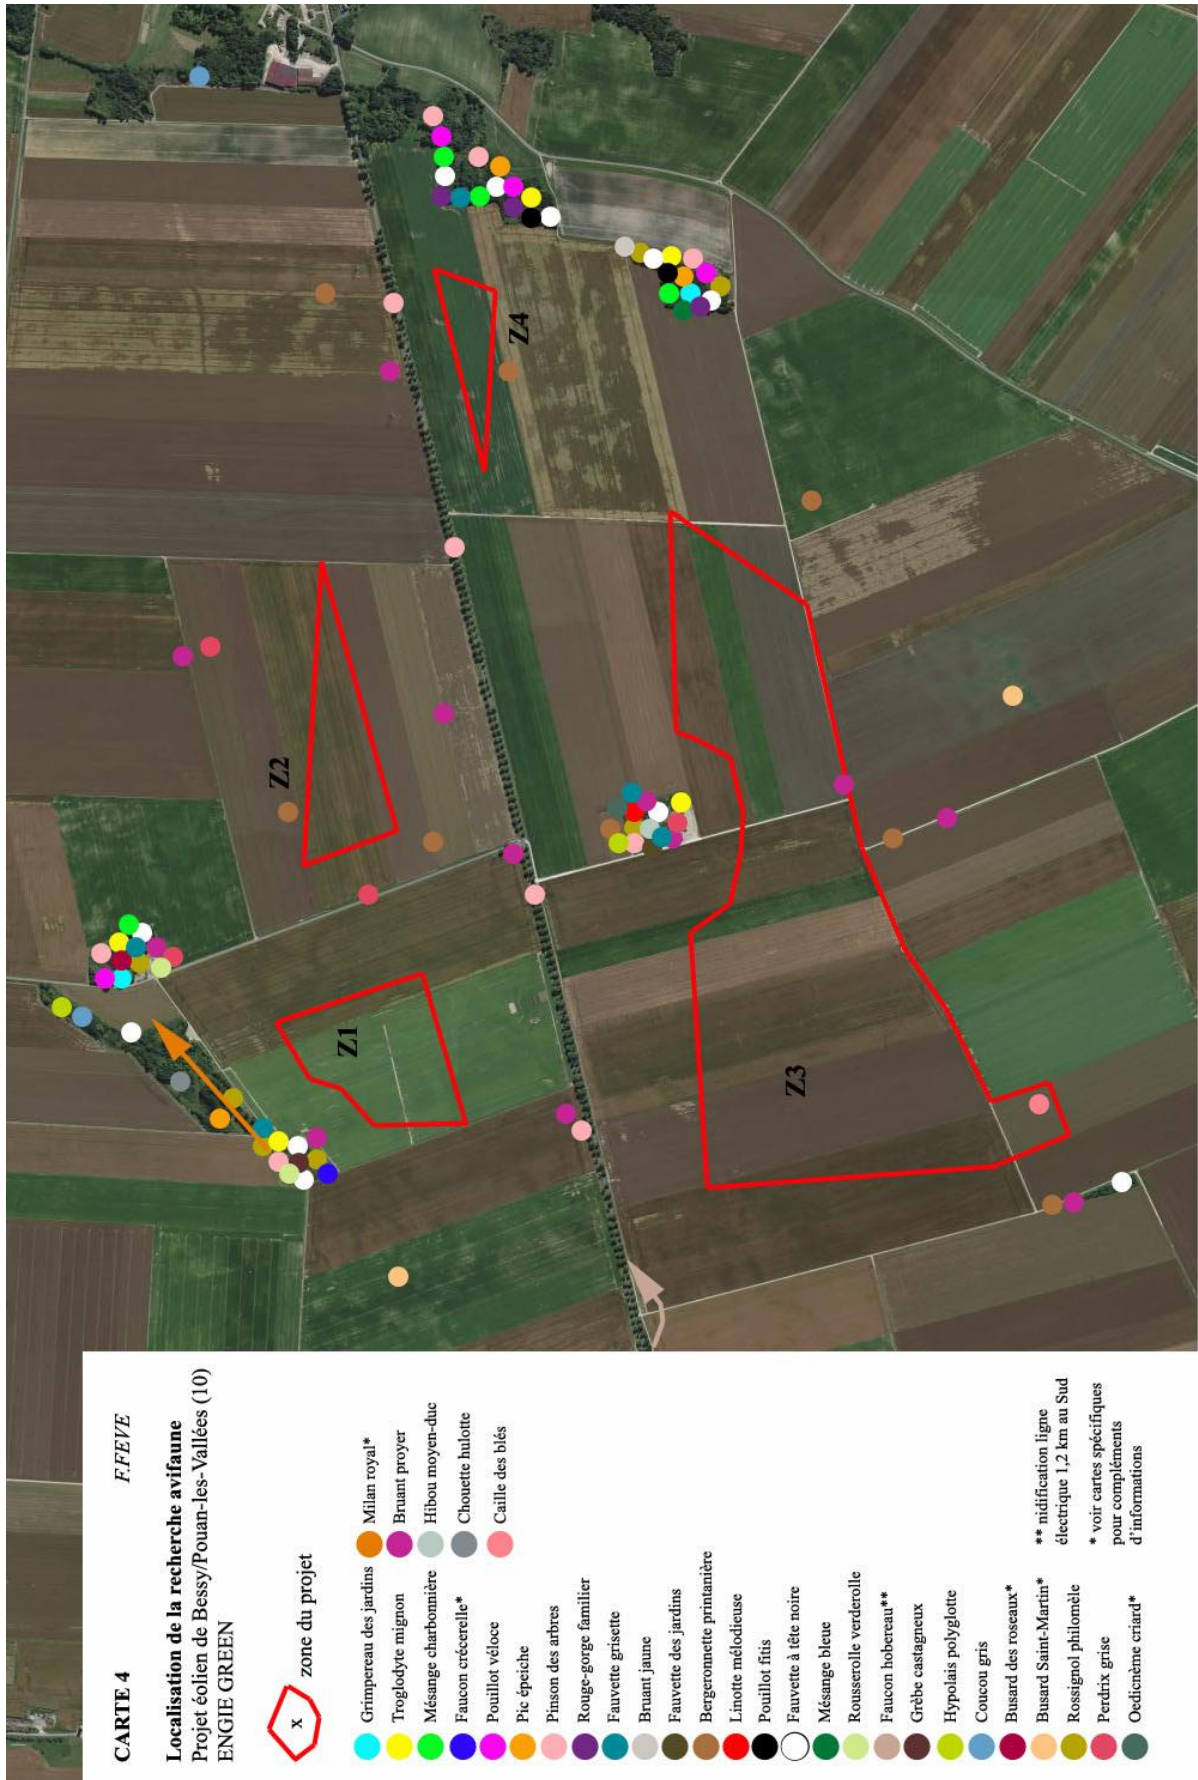 CARTE 4
F.FEVE
Localisation de la recherche avifaune
Projet éolien de Bessy/Pouan-les-Vallées (10)
ENGIE GREEN
x
zone du projet
Grimpereau des jardins
Troglodyte mignon
Mésange charbonnière
Faucon crécerelle*
Pouillot véloce
Pic épeiche
Pinson des arbres
Rouge-gorge familier
Fauvette grisette
Bruant jaune
Fauvette des jardins
Bergeronnette printanière
Linotte mélodieuse
Pouillot fitis
Fauvette à tête noire
Mésange bleue
Rousserolle verderolle
Faucon hobereau**
Grèbe castagneux
Hypolais polyglotte
Coucou gris
Busard des roseaux*
Busard Saint-Martin*
Rossignol philomèle
Perdrix grise
Oedicnème criard*
Milan royal*
Bruant proyer
Hibou moyen-duc
Chouette hulotte
Caille des blés
** nidification ligne
électrique 1,2 km au Sud
* voir cartes spécifiques
pour compléments
d'informations
Z1
Z2
Z3
Z4